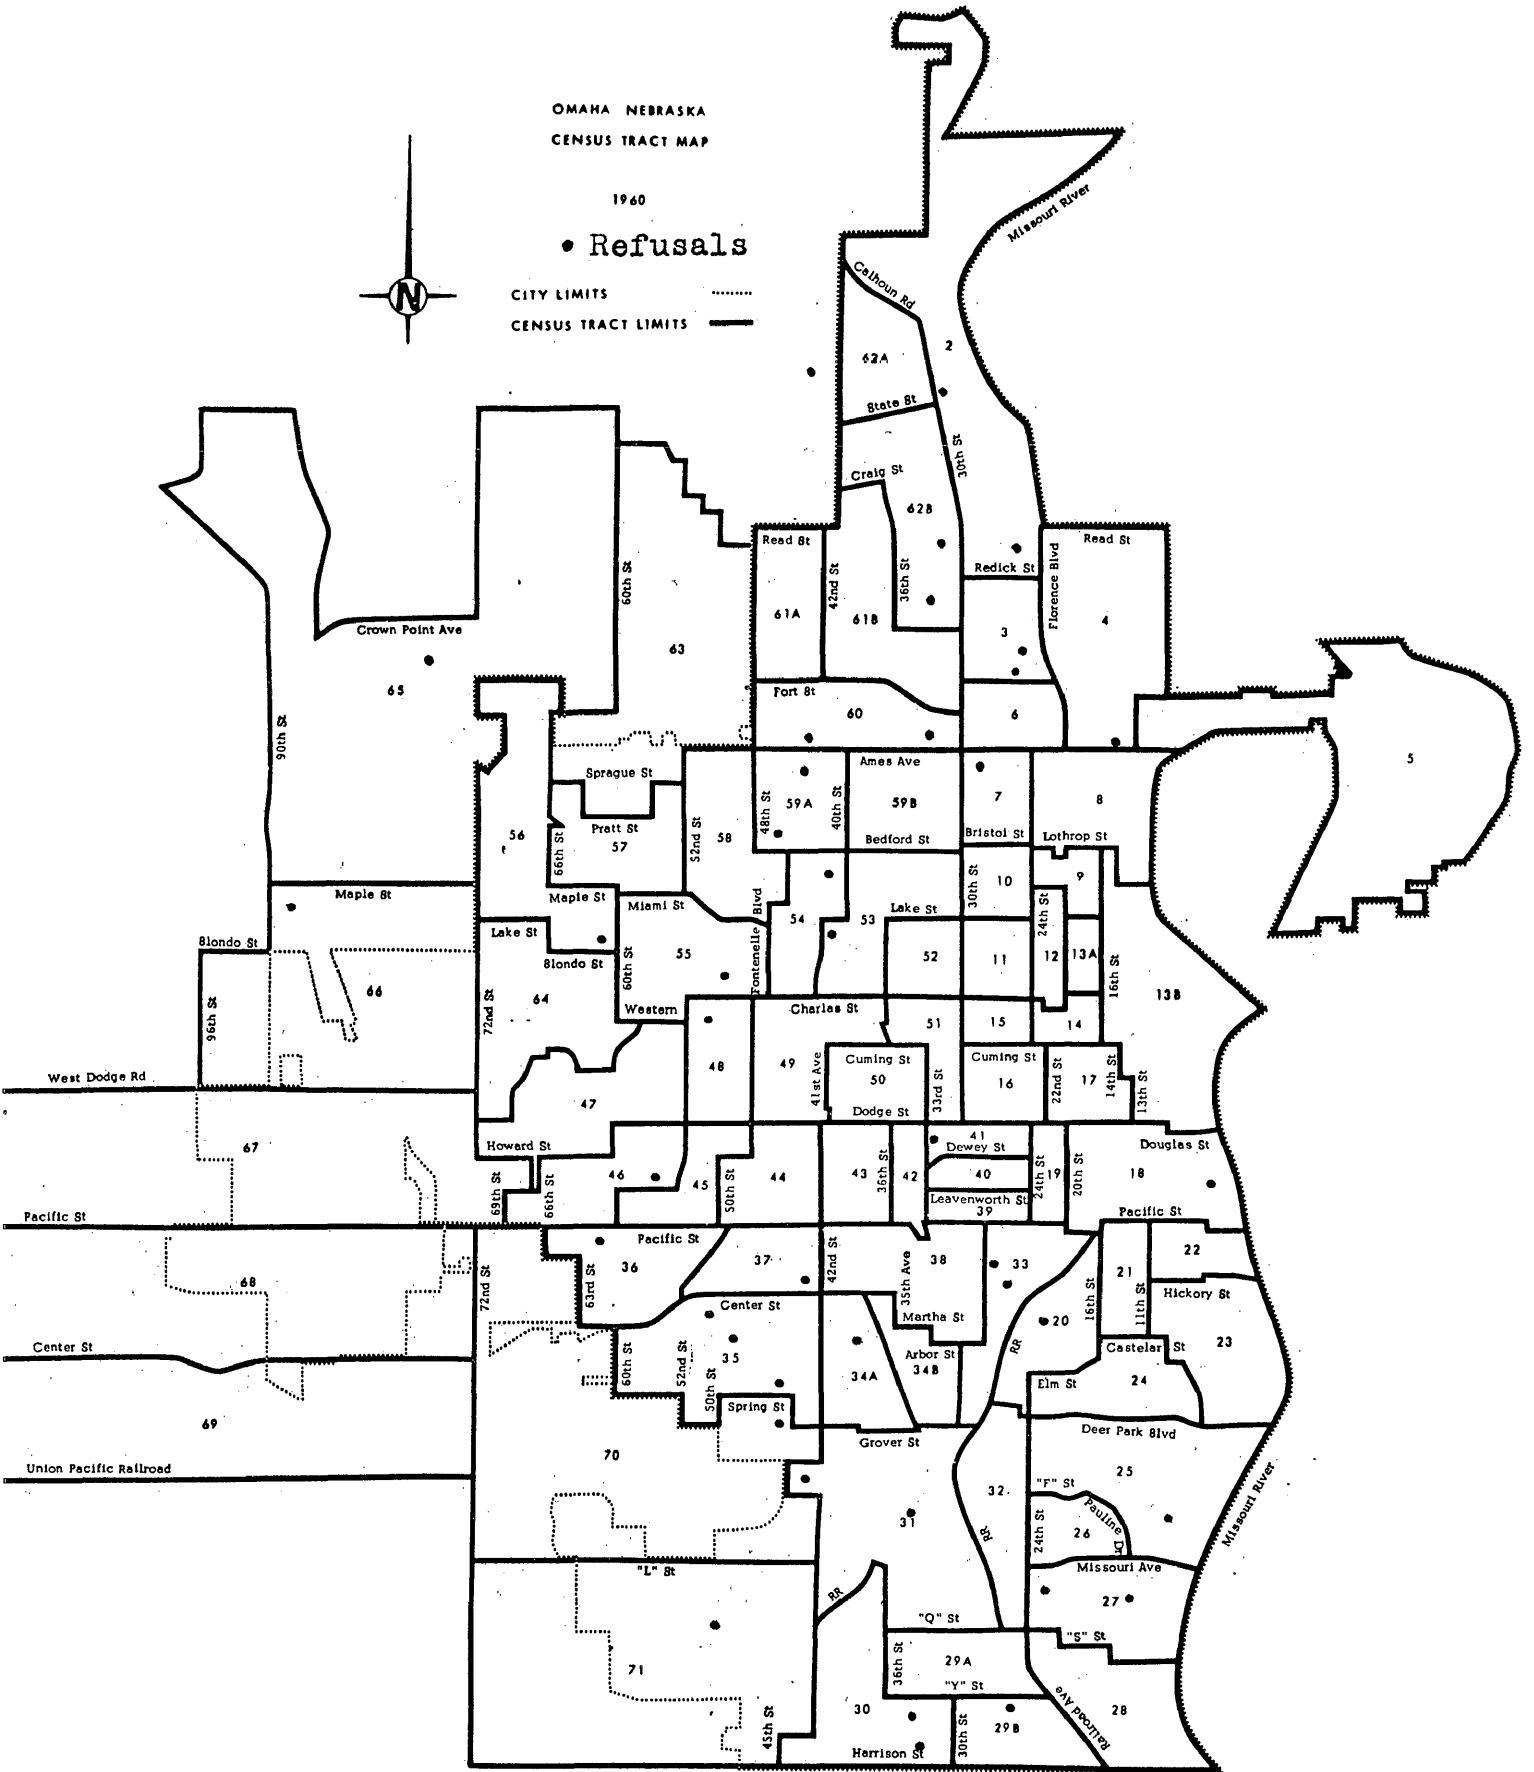 OMAHA NEBRASKA
CENSUS TRACT MAP
1960
• Refusals
N
CITY LIMITS
CENSUS TRACT LIMITS
Missouri River
Calhoun Rd
2
62A
State St
30th St
Craig St
62B
Read St
Read St
Redick St
Florence Blvd
60th St
42nd St
36th St
61A
61B
3
4
Crown Point Ave
63
65
Fort St
60
6
90th St
5
Ames Ave
Sprague St
48th St
59A
40th St
59B
7
8
56
Pratt St
66th St
57
52nd St
58
Bedford St
Bristol St
Lothrop St
Maple St
Maple St
Miami St
Fontenelle Blvd
54
53
Lake St
30th St
10
9
24th St
Blondo St
Lake St
Blondo St
60th St
55
52
11
12
13A
16th St
13B
96th St
66
72nd St
64
Western
Charles St
51
15
14
48
49
41st Ave
Cuming St
50
33rd St
Cuming St
16
22nd St
17
14th St
13th St
West Dodge Rd
47
Dodge St
67
Howard St
41
Dewey St
Douglas St
69th St
66th St
46
45
50th St
44
43
36th St
42
40
24th St
19
20th St
18
Leavenworth St
39
Pacific St
Pacific St
Pacific St
68
72nd St
63rd St
36
37
42nd St
35th Ave
38
33
16th St
21
11th St
22
Hickory St
Center St
Martha St
20
RR
23
Center St
60th St
52nd St
35
50th St
34A
Arbor St
34B
Castelar St
Elm St
24
69
Spring St
Grover St
Deer Park Blvd
Union Pacific Railroad
70
25
32
"F" St
Pauline Dr
31
RR
24th St
26
Missouri River
"L" St
Missouri Ave
RR
27
"Q" St
"S" St
71
36th St
29A
"Y" St
45th St
30
30th St
29B
Railroad Ave
28
Harrison St